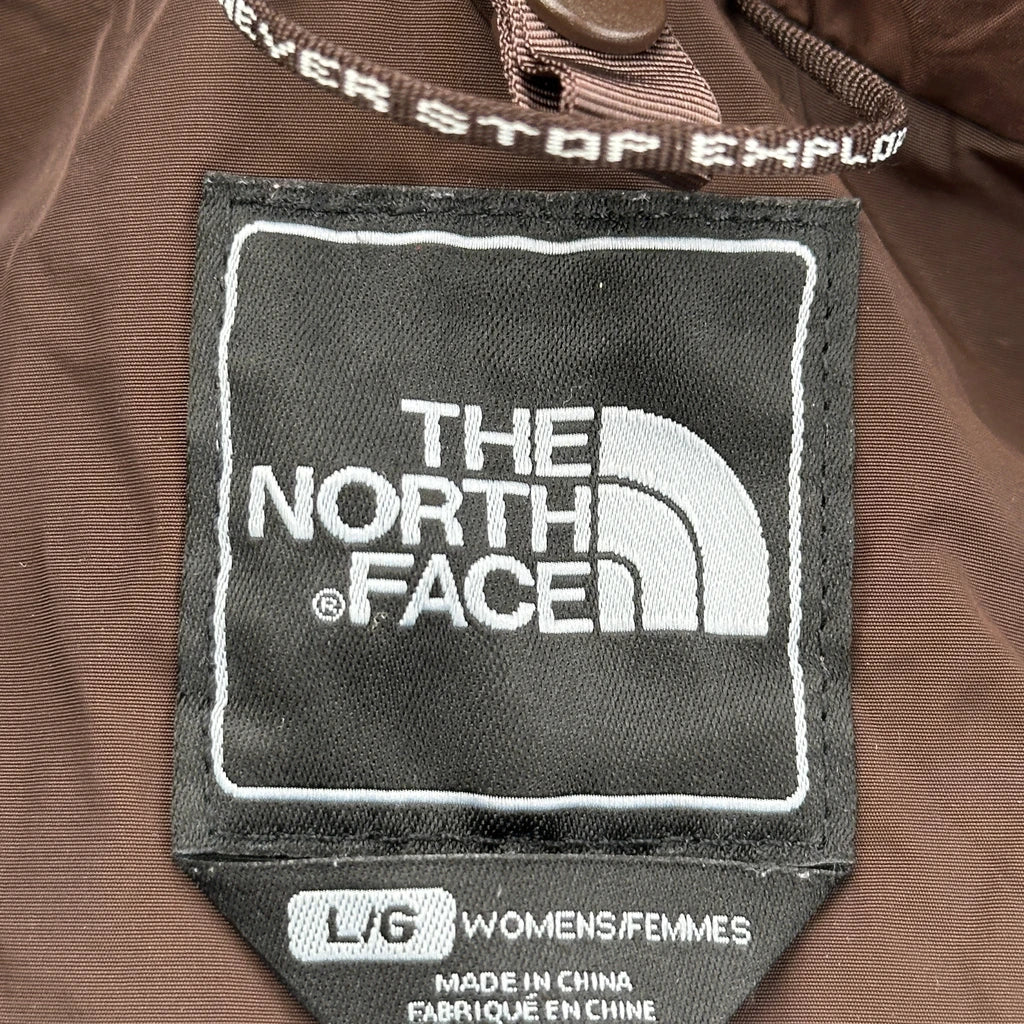 EVER STOP EXPLO
THE
NORTH
® FACE
L/G WOMENS/FEMMES
MADE IN CHINA
FABRIQUÉ EN CHINE